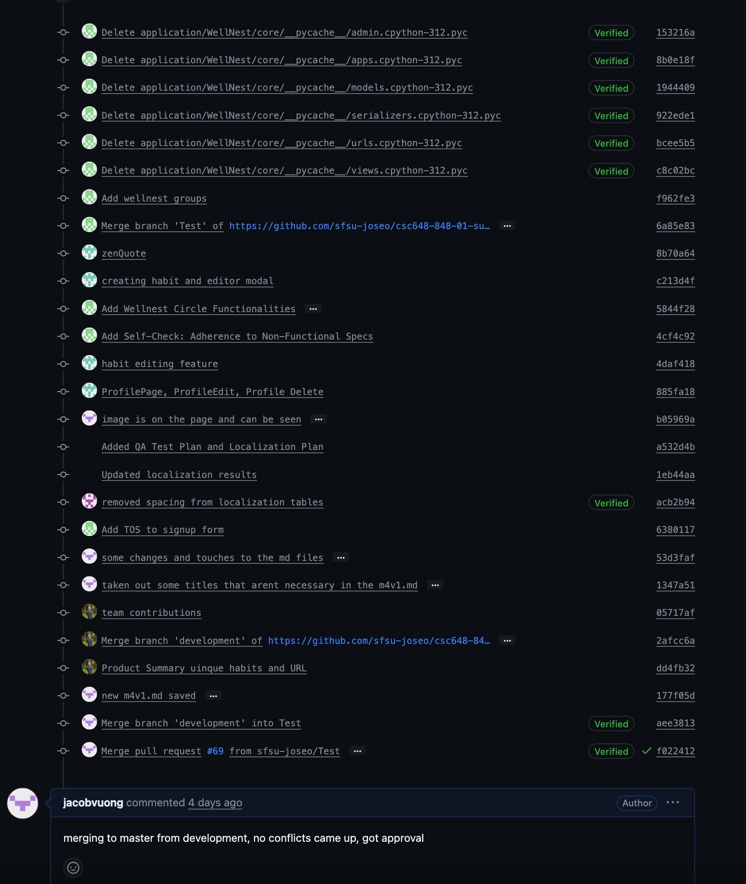 Delete application/WellNest/core/__pycache__/admin.cpython-312.pyc Verified 153216a
Delete application/WellNest/core/__pycache__/apps.cpython-312.pyc Verified 8b0e18f
Delete application/WellNest/core/__pycache__/models.cpython-312.pyc Verified 1944409
Delete application/WellNest/core/__pycache__/serializers.cpython-312.pyc Verified 922ede1
Delete application/WellNest/core/__pycache__/urls.cpython-312.pyc Verified bcee5b5
Delete application/WellNest/core/__pycache__/views.cpython-312.pyc Verified c8c02bc
Add wellnest groups f962fe3
Merge branch 'Test' of https://github.com/sfsu-joseo/csc648-848-01-su… … 6a85e83
zenQuote 8b70a64
creating habit and editor modal c213d4f
Add Wellnest Circle Functionalities … 5844f28
Add Self-Check: Adherence to Non-Functional Specs 4cf4c92
habit editing feature 4daf418
ProfilePage, ProfileEdit, Profile Delete 885fa18
image is on the page and can be seen … b05969a
Added QA Test Plan and Localization Plan a532d4b
Updated localization results 1eb44aa
removed spacing from localization tables Verified acb2b94
Add TOS to signup form 6380117
some changes and touches to the md files … 53d3faf
taken out some titles that arent necessary in the m4v1.md … 1347a51
team contributions 05717af
Merge branch 'development' of https://github.com/sfsu-joseo/csc648-84… … 2afcc6a
Product Summary uinque habits and URL dd4fb32
new m4v1.md saved … 177f05d
Merge branch 'development' into Test Verified aee3813
Merge pull request #69 from sfsu-joseo/Test … Verified f022412
jacobvuong commented 4 days ago Author …
merging to master from development, no conflicts came up, got approval